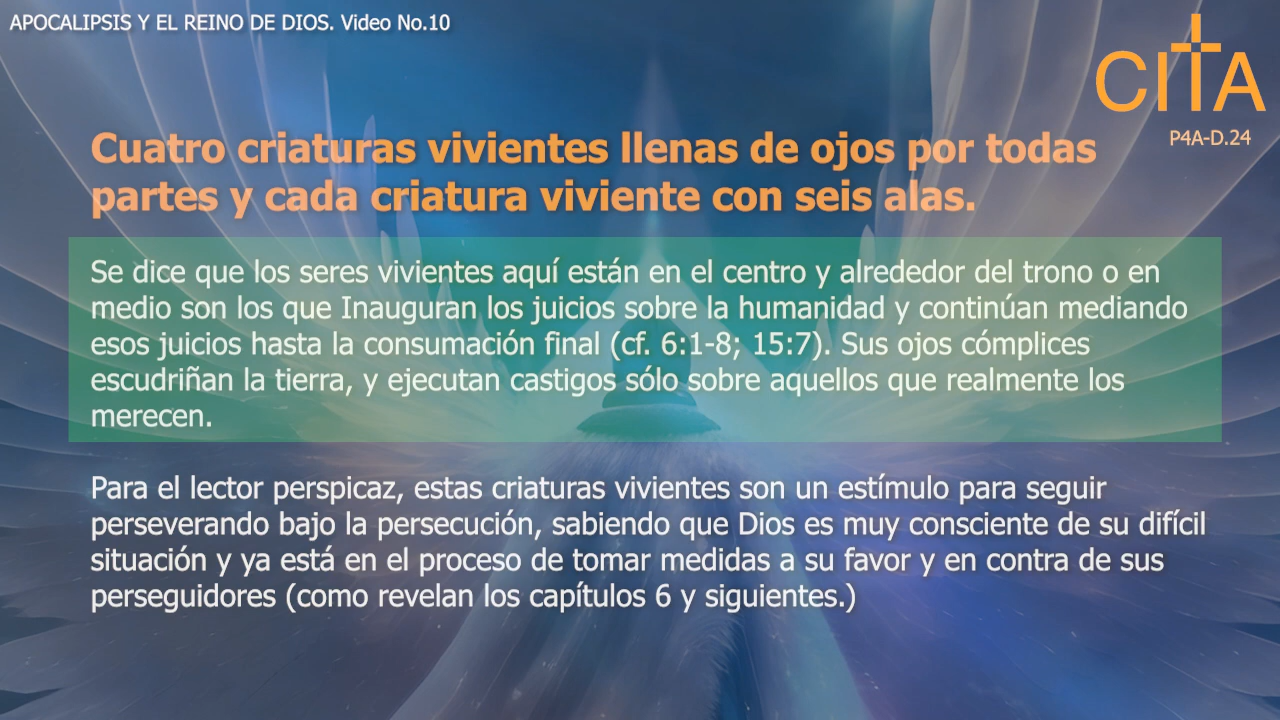 APOCALIPSIS Y EL REINO DE DIOS. Video No.10
CITA
P4A-D.24
Cuatro criaturas vivientes llenas de ojos por todas
partes y cada criatura viviente con seis alas.
Se dice que los seres vivientes aquí están en el centro y alrededor del trono o en
medio son los que Inauguran los juicios sobre la humanidad y continúan mediando
esos juicios hasta la consumación final (cf. 6:1-8; 15:7). Sus ojos cómplices
escudriñan la tierra, y ejecutan castigos sólo sobre aquellos que realmente los
merecen.
Para el lector perspicaz, estas criaturas vivientes son un estímulo para seguir
perseverando bajo la persecución, sabiendo que Dios es muy consciente de su difícil
situación y ya está en el proceso de tomar medidas a su favor y en contra de sus
perseguidores (como revelan los capítulos 6 y siguientes.)